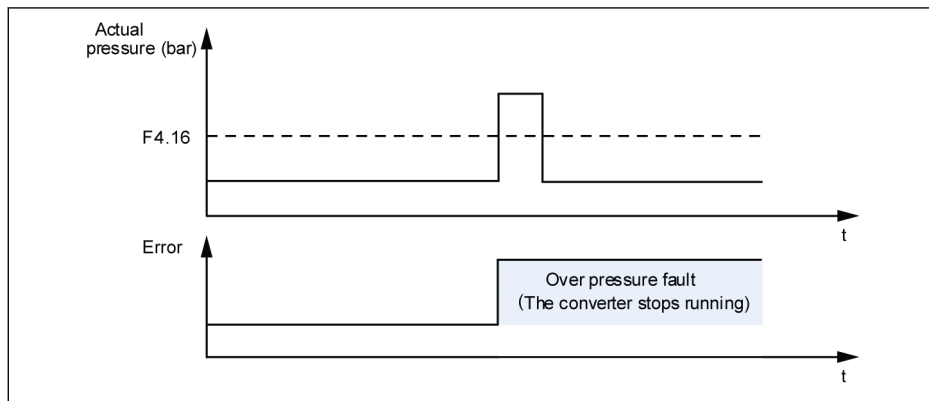 Actual
pressure (bar)
F4.16
t
Error
Over pressure fault
(The converter stops running)
t